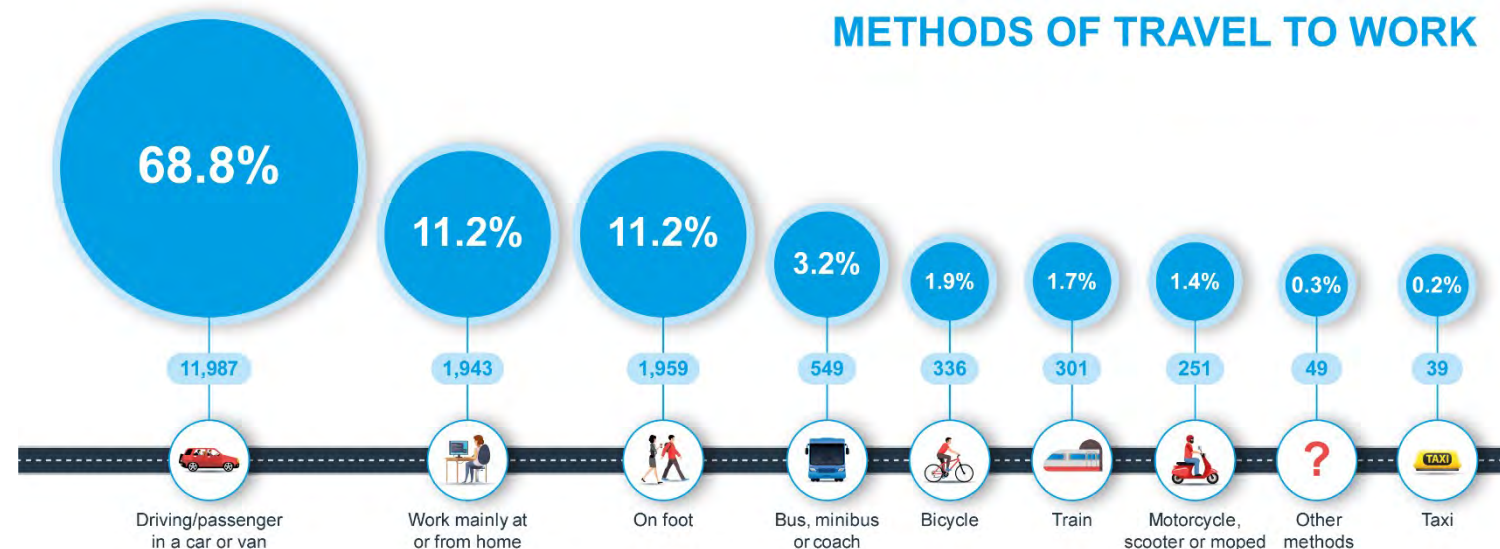 METHODS OF TRAVEL TO WORK
68.8%
11.2%
11.2%
3.2%
1.9%
1.7%
1.4%
0.3%
0.2%
11,987
1,943
1,959
549
336
301
251
49
39
?
TAXI
Driving/passenger
in a car or van
Work mainly at
or from home
On foot
Bus, minibus
or coach
Bicycle
Train
Motorcycle,
scooter or moped
Other
methods
Taxi